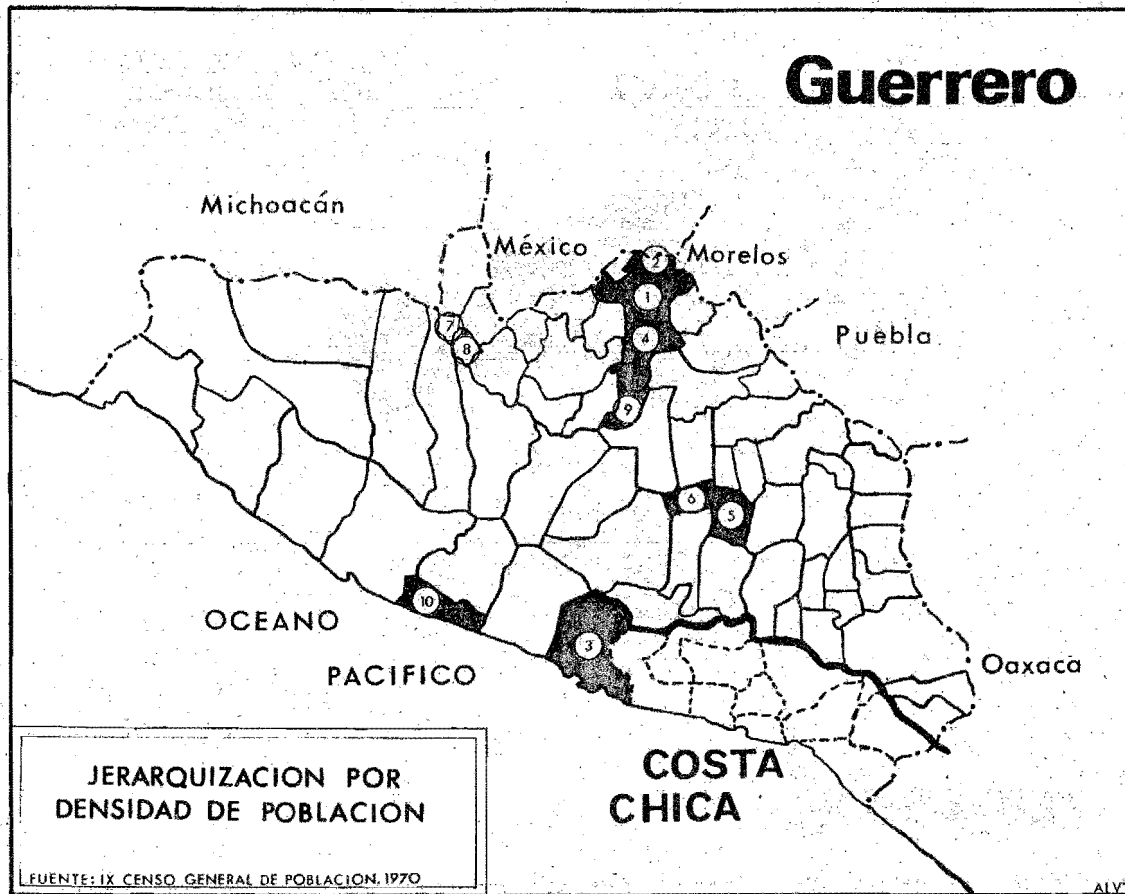 Guerrero
Michoacán
México
Morelos
Puebla
2
1
7
8
4
9
6
5
10
3
OCEANO
PACIFICO
Oaxaca
COSTA
CHICA
JERARQUIZACION POR
DENSIDAD DE POBLACION
FUENTE: IX CENSO GENERAL DE POBLACION, 1970